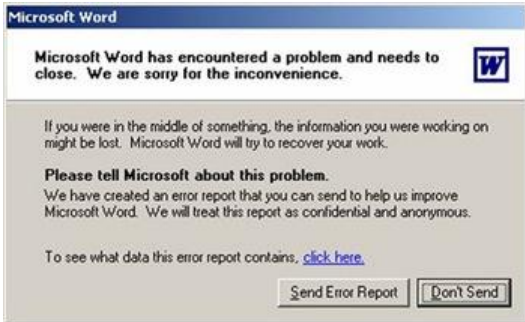 Microsoft Word
Microsoft Word has encountered a problem and needs to
close. We are sorry for the inconvenience.
W
If you were in the middle of something, the information you were working on
might be lost. Microsoft Word will try to recover your work.
Please tell Microsoft about this problem.
We have created an error report that you can send to help us improve
Microsoft Word. We will treat this report as confidential and anonymous.
To see what data this error report contains, click here.
Send Error Report Don't Send